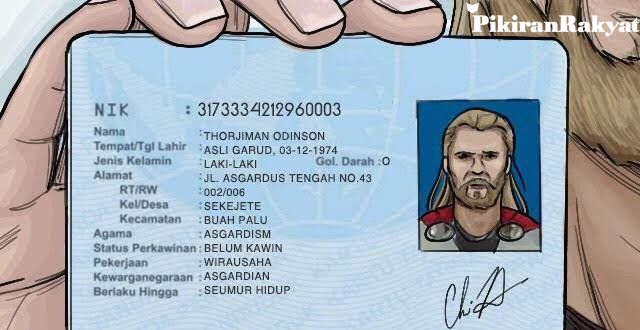 PikiranRakyat
NIK : 3173334212960003
Nama : THORJIMAN ODINSON
Tempat/Tgl Lahir : ASLI GARUD, 03-12-1974
Jenis Kelamin : LAKI-LAKI Gol. Darah :O
Alamat : JL. ASGARDUS TENGAH NO.43
RT/RW : 002/006
Kel/Desa : SEKEJETE
Kecamatan : BUAH PALU
Agama : ASGARDISM
Status Perkawinan: BELUM KAWIN
Pekerjaan : WIRAUSAHA
Kewarganegaraan : ASGARDIAN
Berlaku Hingga : SEUMUR HIDUP